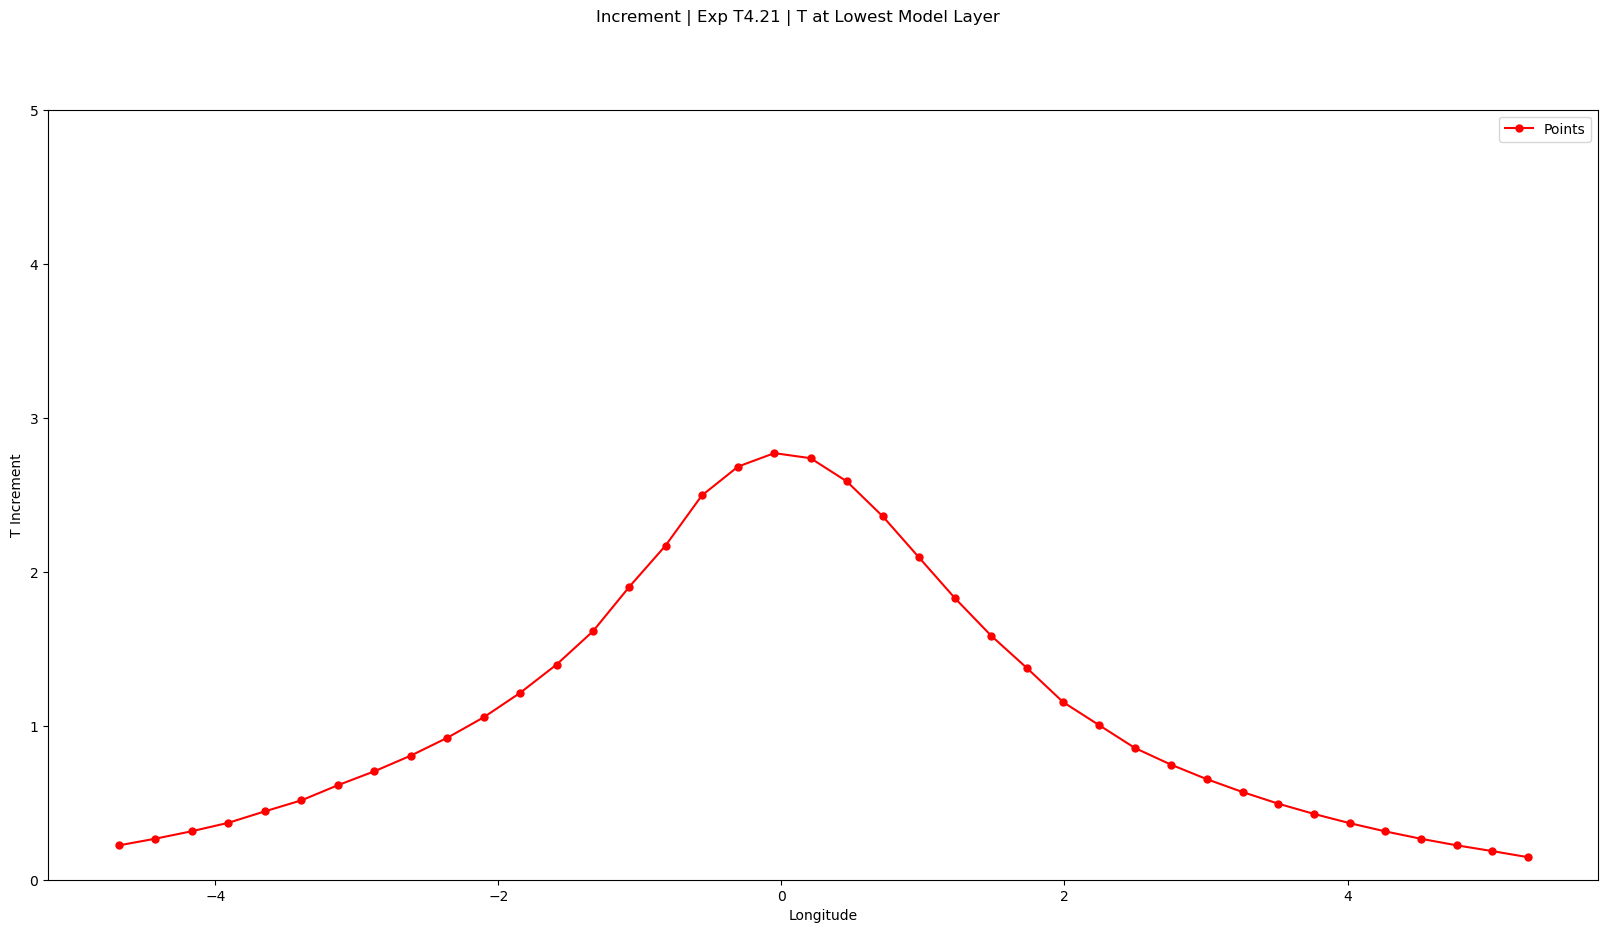 Increment | Exp T4.21 | T at Lowest Model Layer
Points
5
4
3
2
1
0
T Increment
−4
−2
0
2
4
Longitude